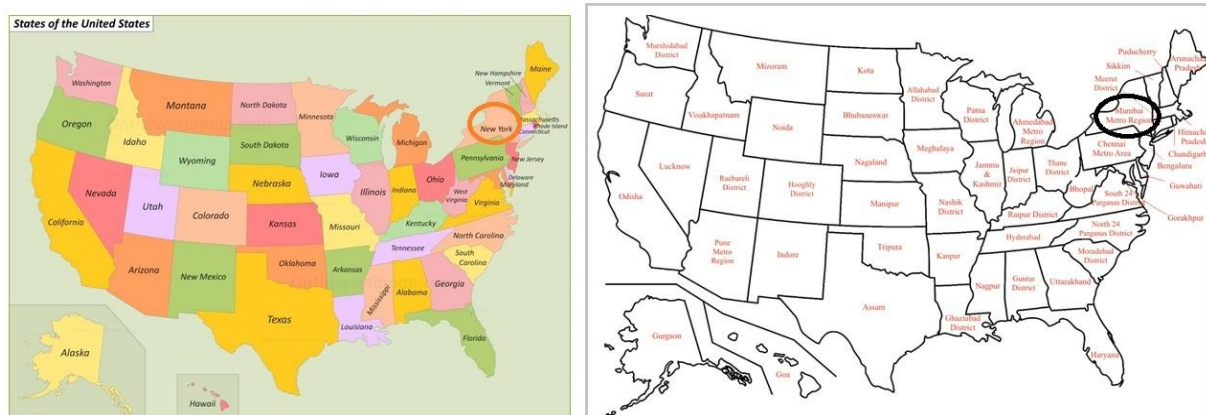 States of the United States
Washington
Oregon
Idaho
Montana
North Dakota
South Dakota
Wyoming
Nebraska
Nevada
Utah
Colorado
California
Arizona
New Mexico
Kansas
Oklahoma
Texas
Minnesota
Iowa
Missouri
Arkansas
Louisiana
Wisconsin
Illinois
Michigan
Indiana
Ohio
Kentucky
Tennessee
Mississippi
Alabama
Georgia
Florida
South
Carolina
North Carolina
Virginia
West
Virginia
Pennsylvania
New York
New Hampshire
Vermont
Maine
Massachusetts
Rhode Island
Connecticut
New Jersey
Delaware
Maryland
Alaska
Hawaii
Murshidabad
District
Surat
Visakhapatnam
Mizoram
Kota
Bhubaneswar
Noida
Nagaland
Lucknow
Raebareli
District
Hooghly District
Odisha
Pune
Metro
Region
Indore
Manipur
Tripura
Assam
Allahabad
District
Meghalaya
Nashik
District
Kanpur
Ghaziabad
District
Patna
District
Jammu
&
Kashmir
Ahmedabad
Metro
Region
Jaipur
District
Thane
District
Raipur District
Hyderabad
Nagpur
Guntur
District
Uttarakhand
Haryana
Moradabad
District
North 24
Parganas District
South 24
Parganas District
Bhopal
Chennai
Metro Area
Mumbai
Metro Region
Meerut
District
Sikkim
Puducherry
Arunachal
Pradesh
Himachal
Pradesh
Chandigarh
Bengaluru
Guwahati
Gorakhpur
Gurgaon
Goa